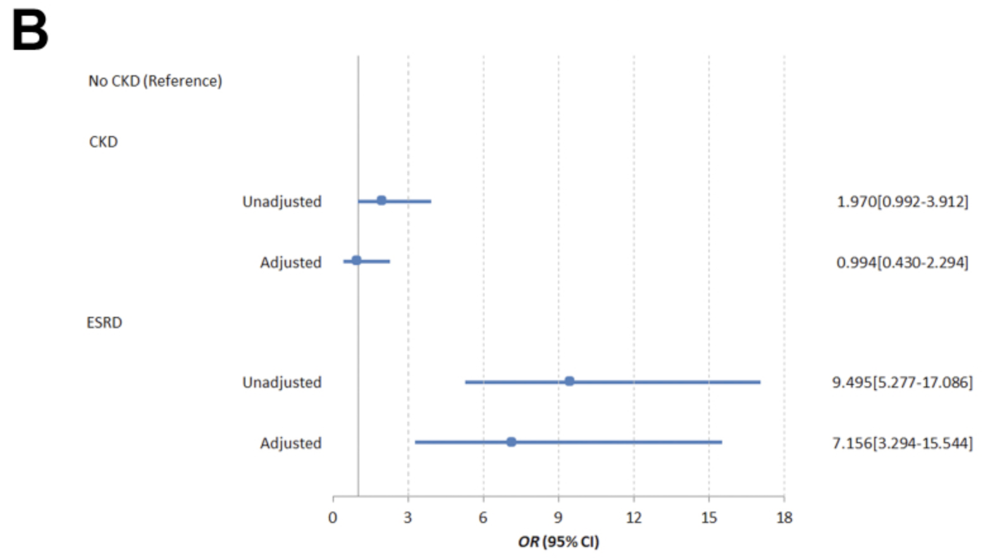 B
No CKD (Reference)
CKD
Unadjusted 1.970[0.992-3.912]
Adjusted 0.994[0.430-2.294]
ESRD
Unadjusted 9.495[5.277-17.086]
Adjusted 7.156[3.294-15.544]
0 3 6 9 12 15 18
OR (95% CI)